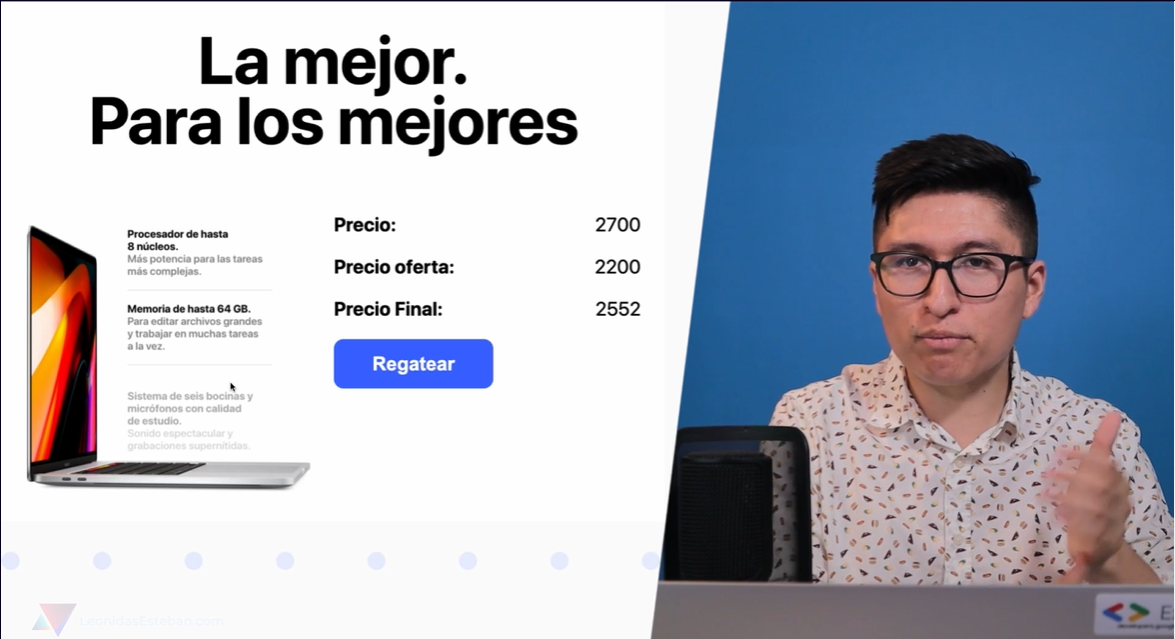 La mejor.
Para los mejores
Procesador de hasta
8 núcleos.
Más potencia para las tareas
más complejas.
Memoria de hasta 64 GB.
Para editar archivos grandes
y trabajar en muchas tareas
a la vez.
Sistema de seis bocinas y
micrófonos con calidad
de estudio.
Sonido espectacular y
grabaciones supernítidas.
Precio: 2700
Precio oferta: 2200
Precio Final: 2552
Regatear
LeonidasEsteban.com